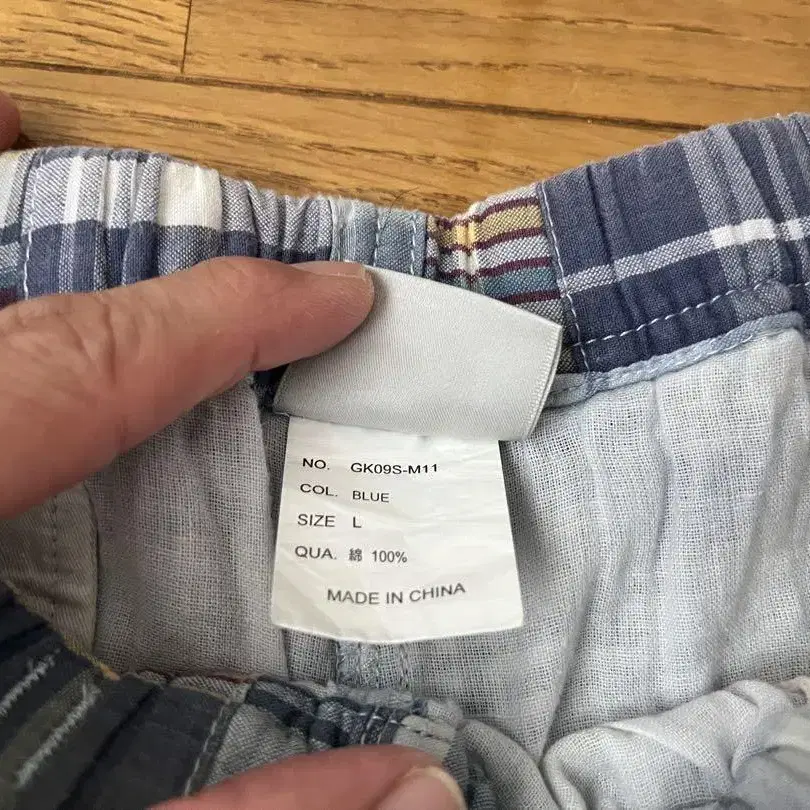 NO. GK09S-M11
COL. BLUE
SIZE L
QUA. 綿 100%
MADE IN CHINA